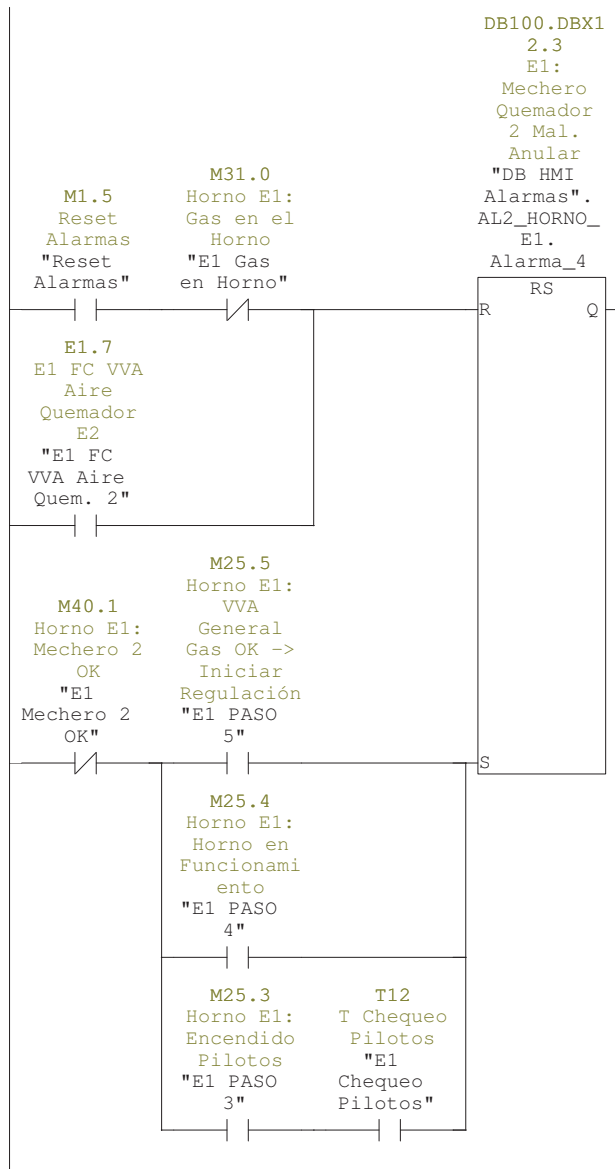 DB100.DBX1
2.3
E1:
Mechero
Quemador
2 Mal.
Anular
"DB HMI
Alarmas".
AL2_HORNO_
E1.
Alarma_4
M1.5
Reset
Alarmas
"Reset
Alarmas"
M31.0
Horno E1:
Gas en el
Horno
"E1 Gas
en Horno"
RS
R
Q
E1.7
E1 FC VVA
Aire
Quemador
E2
"E1 FC
VVA Aire
Quem. 2"
M40.1
Horno E1:
Mechero 2
OK
"E1
Mechero 2
OK"
M25.5
Horno E1:
VVA
General
Gas OK ->
Iniciar
Regulación
"E1 PASO
5"
S
M25.4
Horno E1:
Horno en
Funcionami
ento
"E1 PASO
4"
M25.3
Horno E1:
Encendido
Pilotos
"E1 PASO
3"
T12
T Chequeo
Pilotos
"E1
Chequeo
Pilotos"